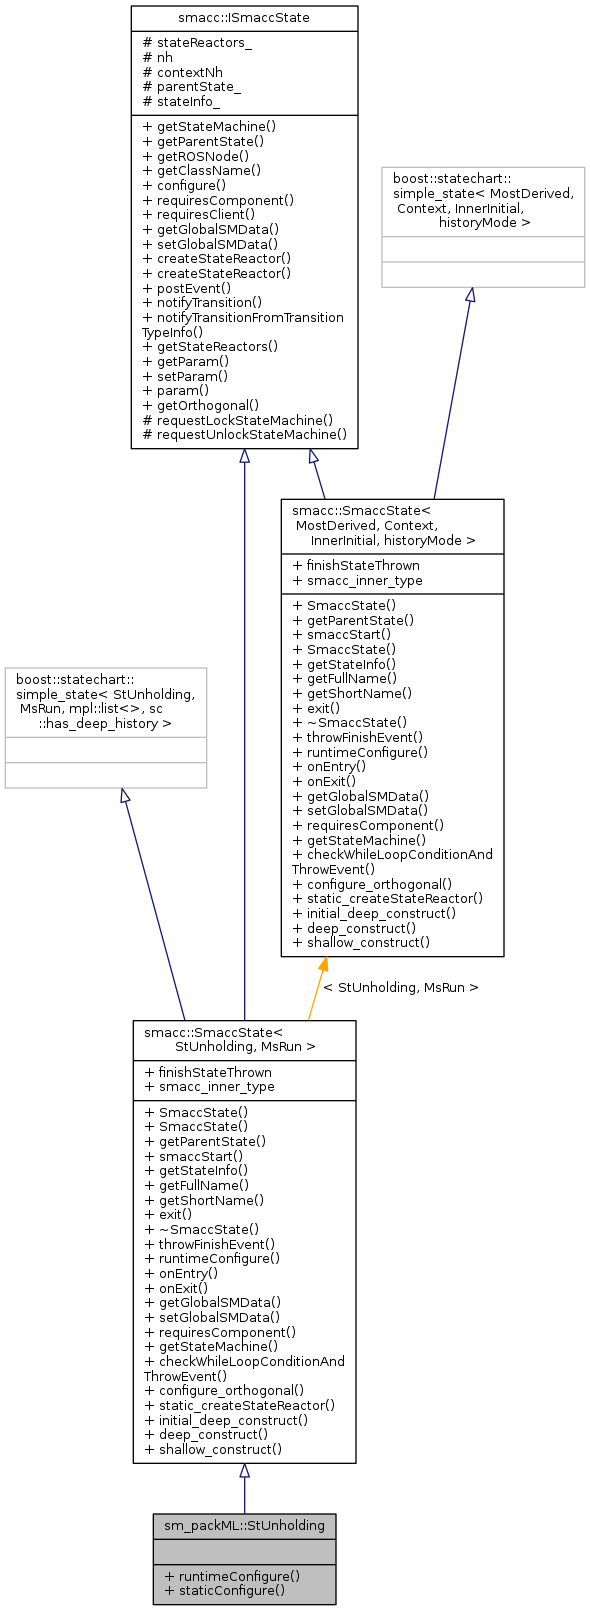 smacc::ISmaccState
# stateReactors_
# nh
# contextNh
# parentState_
# stateInfo_
+ getStateMachine()
+ getParentState()
+ getROSNode()
+ getClassName()
+ configure()
+ requiresComponent()
+ requiresClient()
+ getGlobalSMData()
+ setGlobalSMData()
+ createStateReactor()
+ createStateReactor()
+ postEvent()
+ notifyTransition()
+ notifyTransitionFromTransition
TypeInfo()
+ getStateReactors()
+ getParam()
+ setParam()
+ param()
+ getOrthogonal()
# requestLockStateMachine()
# requestUnlockStateMachine()
boost::statechart::
simple_state< MostDerived,
Context, InnerInitial,
historyMode >
smacc::SmaccState<
MostDerived, Context,
InnerInitial, historyMode >
+ finishStateThrown
+ smacc_inner_type
+ SmaccState()
+ getParentState()
+ smaccStart()
+ SmaccState()
+ getStateInfo()
+ getFullName()
+ getShortName()
+ exit()
+ ~SmaccState()
+ throwFinishEvent()
+ runtimeConfigure()
+ onEntry()
+ onExit()
+ getGlobalSMData()
+ setGlobalSMData()
+ requiresComponent()
+ getStateMachine()
+ checkWhileLoopConditionAnd
ThrowEvent()
+ configure_orthogonal()
+ static_createStateReactor()
+ initial_deep_construct()
+ deep_construct()
+ shallow_construct()
boost::statechart::
simple_state< StUnholding,
MsRun, mpl::list<>, sc
::has_deep_history >
< StUnholding, MsRun >
smacc::SmaccState<
StUnholding, MsRun >
+ finishStateThrown
+ smacc_inner_type
+ SmaccState()
+ SmaccState()
+ getParentState()
+ smaccStart()
+ getStateInfo()
+ getFullName()
+ getShortName()
+ exit()
+ ~SmaccState()
+ throwFinishEvent()
+ runtimeConfigure()
+ onEntry()
+ onExit()
+ getGlobalSMData()
+ setGlobalSMData()
+ requiresComponent()
+ getStateMachine()
+ checkWhileLoopConditionAnd
ThrowEvent()
+ configure_orthogonal()
+ static_createStateReactor()
+ initial_deep_construct()
+ deep_construct()
+ shallow_construct()
sm_packML::StUnholding
+ runtimeConfigure()
+ staticConfigure()